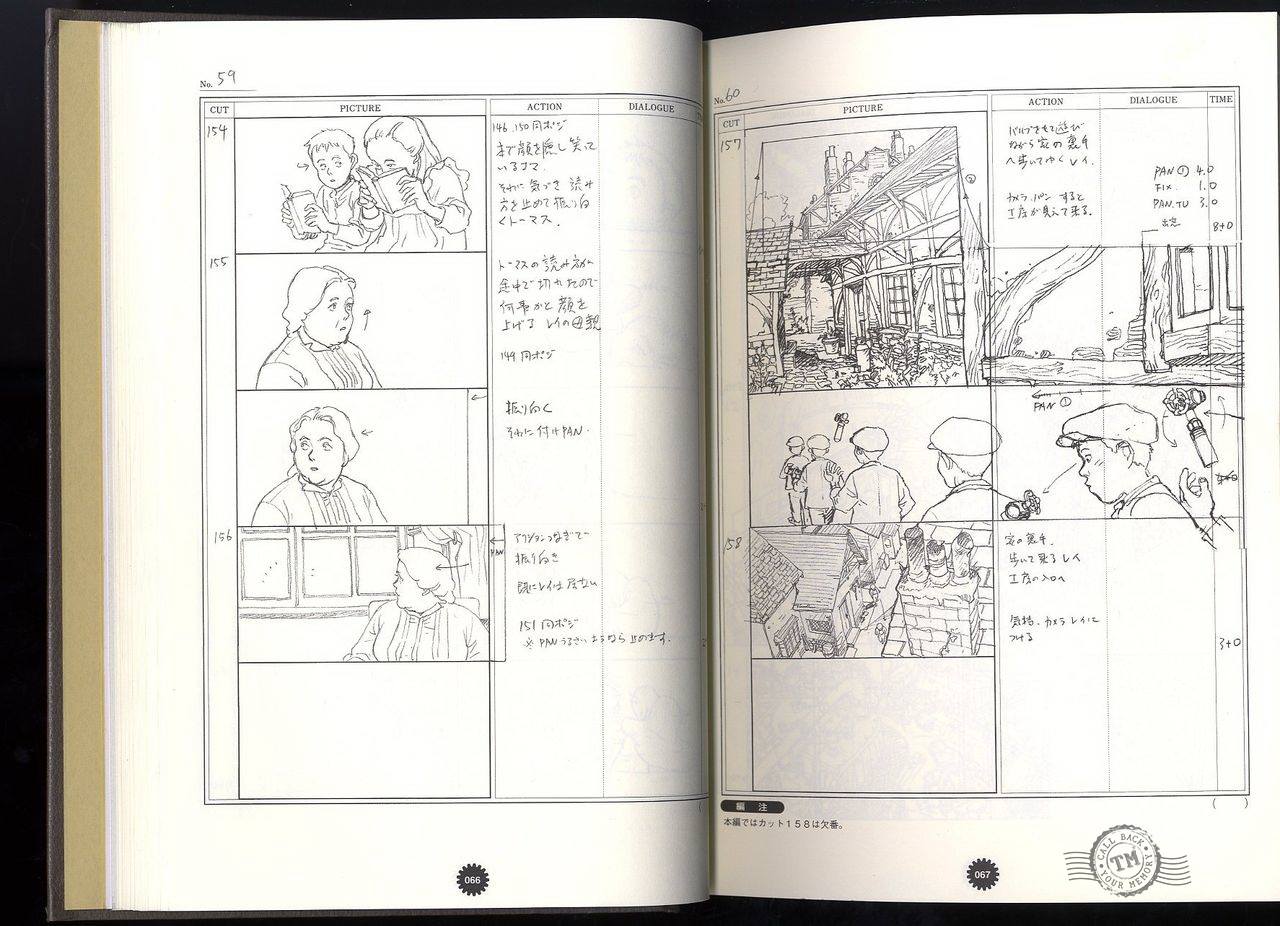 No. 59
CUT PICTURE ACTION DIALOGUE
154
146, 150 同ポジ
本で顔を隠し笑って
いるエマ.
それに気づき 読み
方を止めて振り向
くトーマス.
155
トーマスの読み方が
途中で切れたので
何事かと 顔を
上げる レイの母親
149 同ポジ
振り向く
それに付けPAN.
156
PAN
アクションつなぎで
振り向き
既にレイは居ない
151 同ポジ
※ PAN うるさいようなら 止めます.
066
No. 60
CUT PICTURE ACTION DIALOGUE TIME
157
バルブをもて遊び
ながら 家の裏手
へ歩いてゆくレイ.
カメラ、パン すると
工房が見えて来る.
PAN① 4.0
FIX. 1.0
PAN.TU 3.0
8+0
②
PAN ①
158
家の裏手.
歩いて来るレイ
工房の入口へ
気持、カメラ レイに
つける
3+0
( )
編 注
本編ではカット158は欠番。
067
CALL BACK
TM
YOUR MEMORY